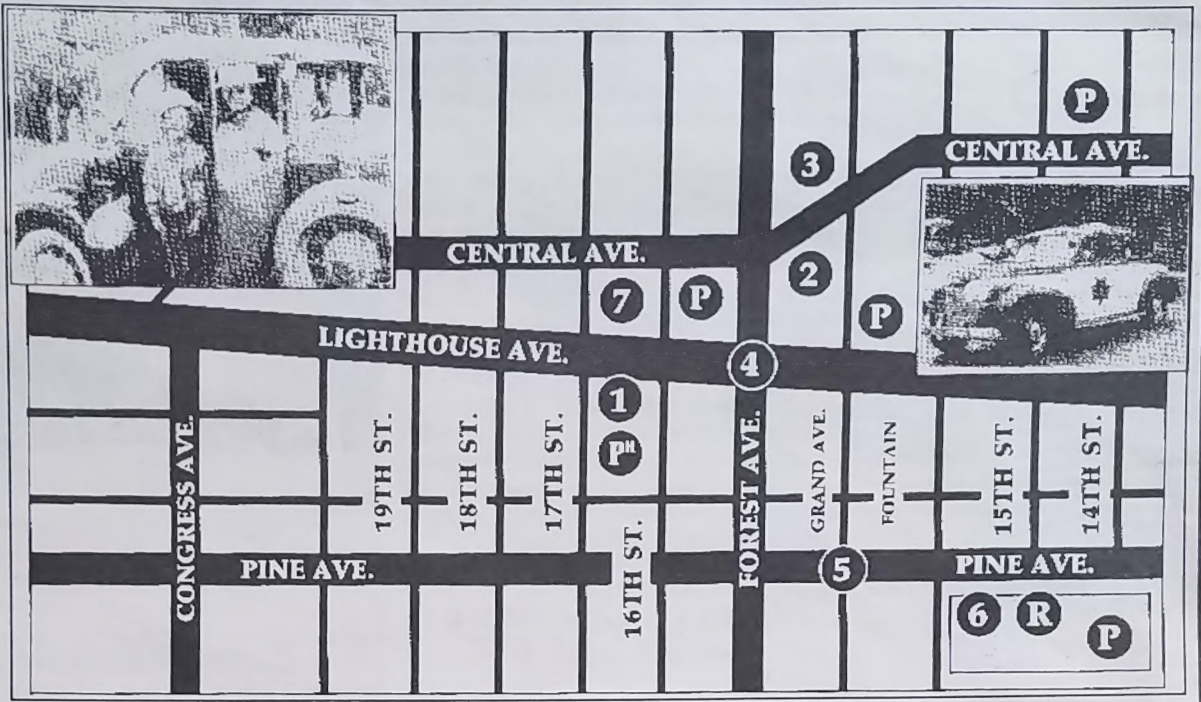 P
CENTRAL AVE.
3
CENTRAL AVE.
2
7
P
P
LIGHTHOUSE AVE.
4
1
PH
CONGRESS AVE.
19TH ST.
18TH ST.
17TH ST.
16TH ST.
FOREST AVE.
GRAND AVE.
FOUNTAIN
15TH ST.
14TH ST.
PINE AVE.
5
PINE AVE.
6
R
P